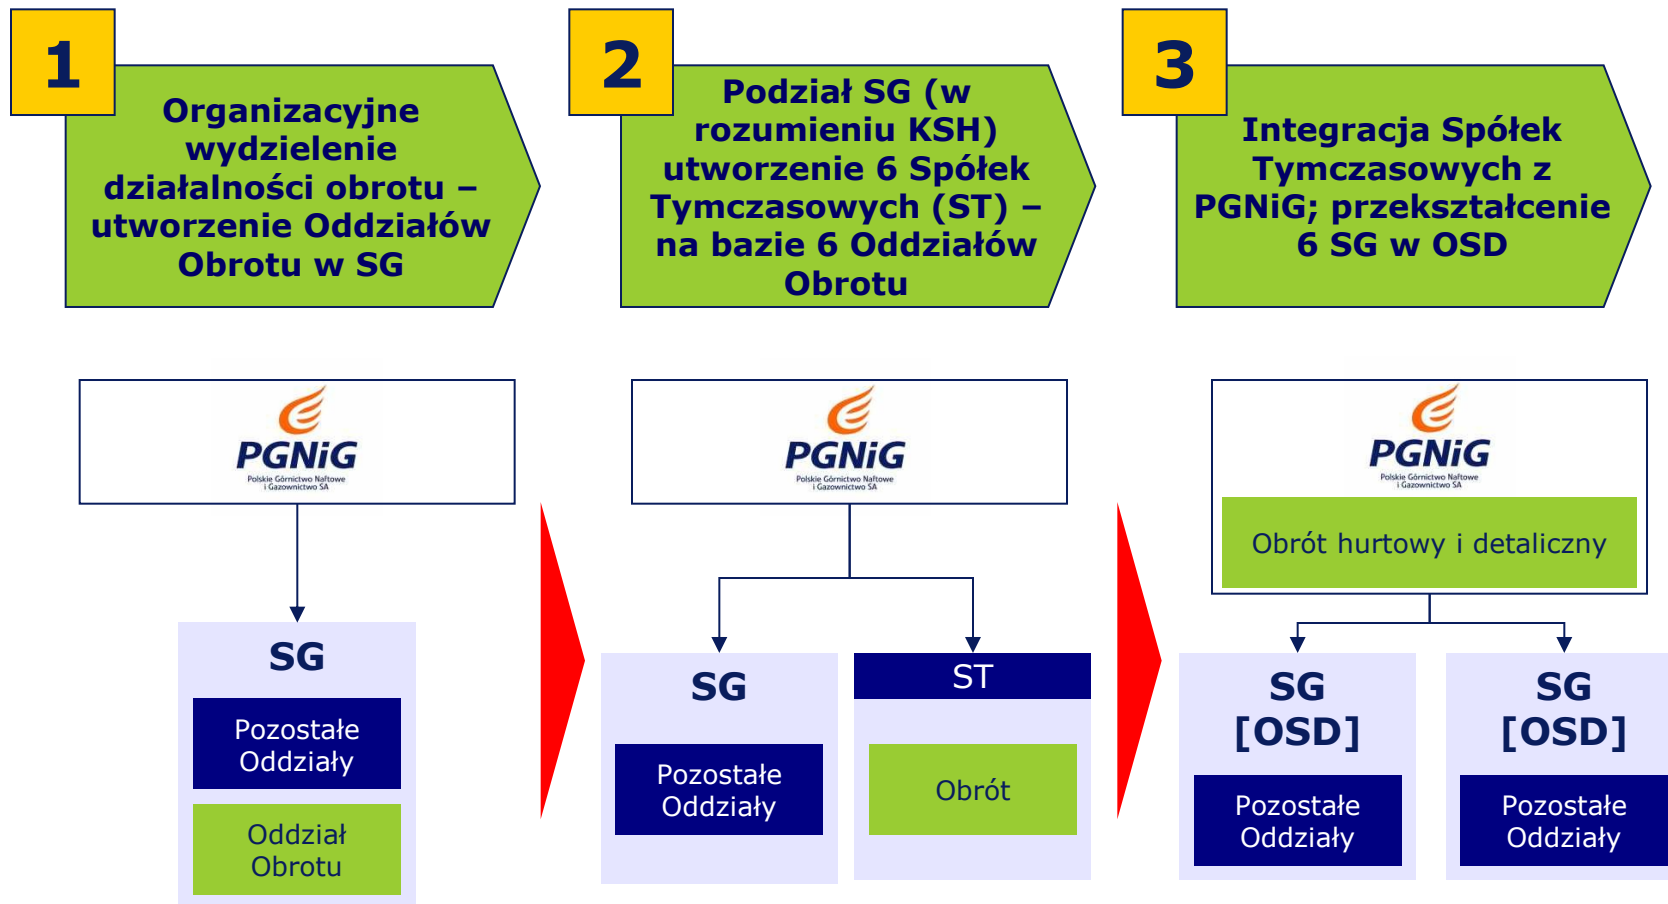 1
Organizacyjne
wydzielenie
działalności obrotu –
utworzenie Oddziałów
Obrotu w SG
2
Podział SG (w
rozumieniu KSH)
utworzenie 6 Spółek
Tymczasowych (ST) –
na bazie 6 Oddziałów
Obrotu
3
Integracja Spółek
Tymczasowych z
PGNiG; przekształcenie
6 SG w OSD
PGNiG
Polskie Górnictwo Naftowe
i Gazownictwo SA
SG
Pozostałe
Oddziały
Oddział
Obrotu
PGNiG
Polskie Górnictwo Naftowe
i Gazownictwo SA
SG
Pozostałe
Oddziały
ST
Obrót
PGNiG
Polskie Górnictwo Naftowe
i Gazownictwo SA
Obrót hurtowy i detaliczny
SG
[OSD]
Pozostałe
Oddziały
SG
[OSD]
Pozostałe
Oddziały